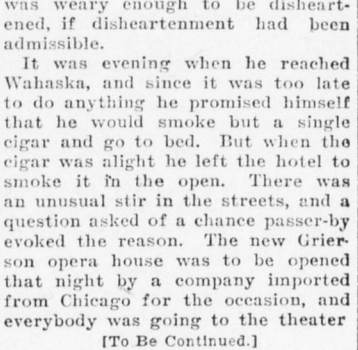 was weary enough to be disheart-
ened, if disheartenment had been
admissible.
It was evening when he reached
Wahaska, and since it was too late
to do anything he promised himself
that he would smoke but a single
cigar and go to bed. But when the
cigar was alight he left the hotel to
smoke it in the open. There was
an unusual stir in the streets, and a
question asked of a chance passer-by
evoked the reason. The new Grier-
son opera house was to be opened
that night by a company imported
from Chicago for the occasion, and
everybody was going to the theater
[To Be Continued.]